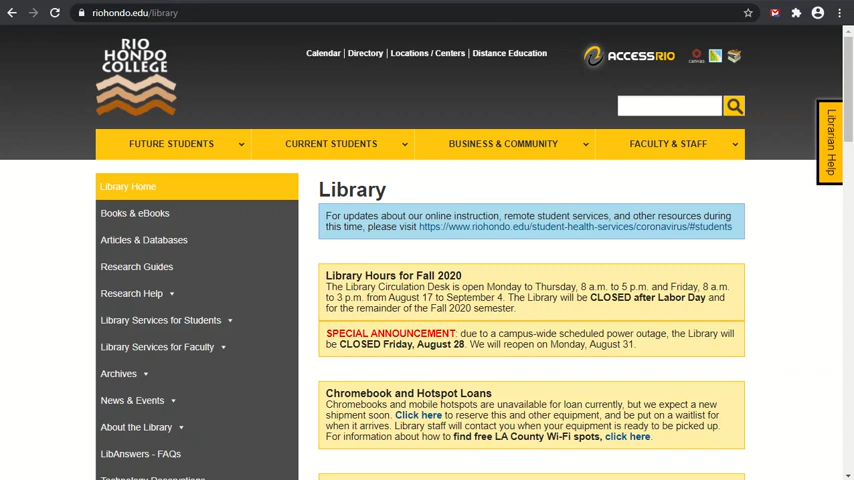 riohondo.edu/library
RIO
HONDO
COLLEGE
Calendar | Directory | Locations / Centers | Distance Education
ACCESSRIO
canvas
FUTURE STUDENTS
CURRENT STUDENTS
BUSINESS & COMMUNITY
FACULTY & STAFF
Librarian Help
Library Home
Books & eBooks
Articles & Databases
Research Guides
Research Help
Library Services for Students
Library Services for Faculty
Archives
News & Events
About the Library
LibAnswers - FAQs
Library
For updates about our online instruction, remote student services, and other resources during
this time, please visit https://www.riohondo.edu/student-health-services/coronavirus/#students
Library Hours for Fall 2020
The Library Circulation Desk is open Monday to Thursday, 8 a.m. to 5 p.m. and Friday, 8 a.m.
to 3 p.m. from August 17 to September 4. The Library will be CLOSED after Labor Day and
for the remainder of the Fall 2020 semester.
SPECIAL ANNOUNCEMENT: due to a campus-wide scheduled power outage, the Library will
be CLOSED Friday, August 28. We will reopen on Monday, August 31.
Chromebook and Hotspot Loans
Chromebooks and mobile hotspots are unavailable for loan currently, but we expect a new
shipment soon. Click here to reserve this and other equipment, and be put on a waitlist for
when it arrives. Library staff will contact you when your equipment is ready to be picked up.
For information about how to find free LA County Wi-Fi spots, click here.